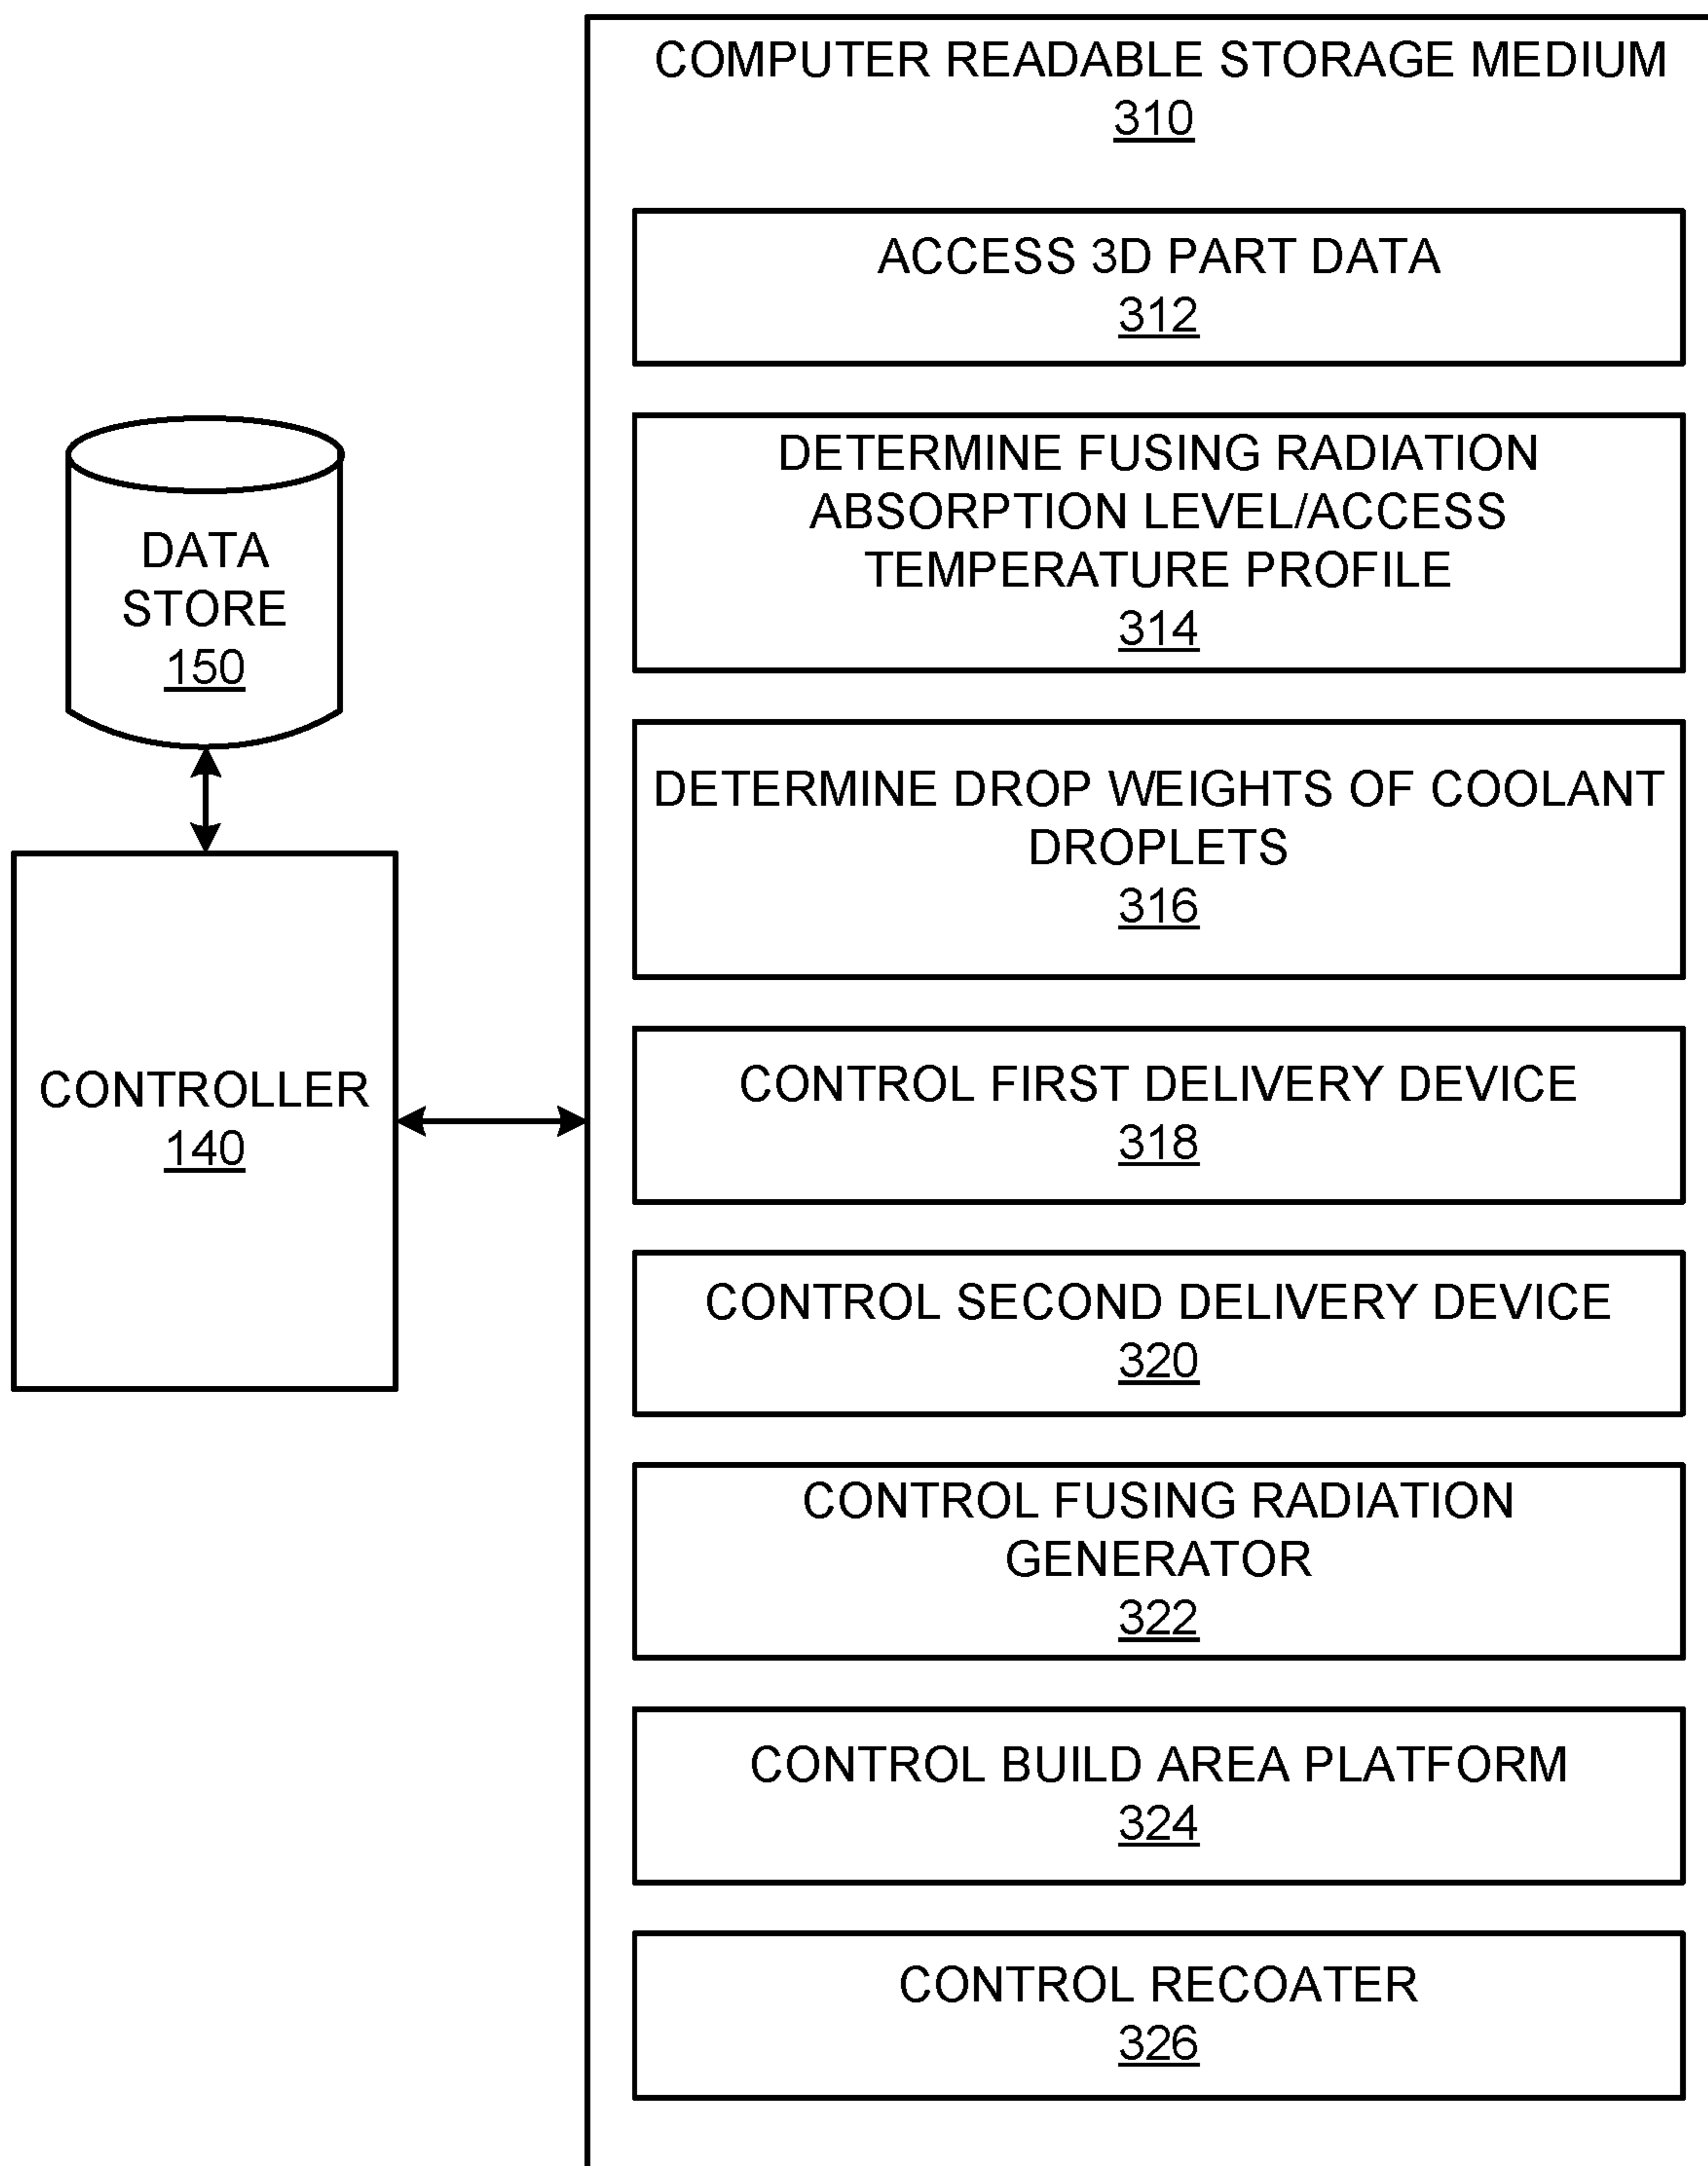 COMPUTER READABLE STORAGE MEDIUM
310
ACCESS 3D PART DATA
312
DETERMINE FUSING RADIATION
ABSORPTION LEVEL/ACCESS
TEMPERATURE PROFILE
314
DETERMINE DROP WEIGHTS OF COOLANT
DROPLETS
316
CONTROL FIRST DELIVERY DEVICE
318
CONTROL SECOND DELIVERY DEVICE
320
CONTROL FUSING RADIATION
GENERATOR
322
CONTROL BUILD AREA PLATFORM
324
CONTROL RECOATER
326
DATA
STORE
150
CONTROLLER
140